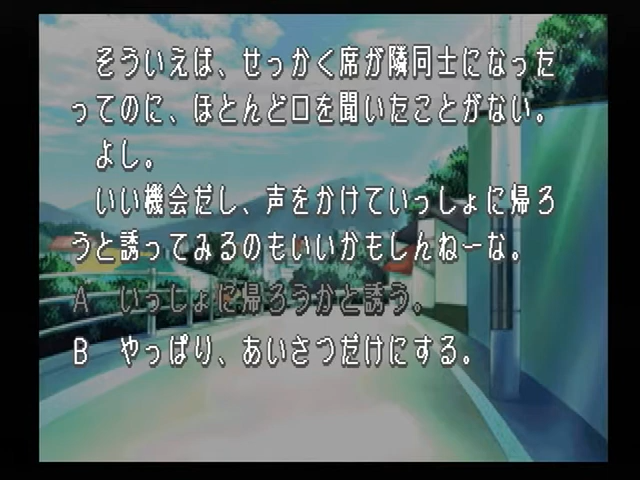 そういえば、せっかく席が隣同士になった
ってのに、ほとんど口を聞いたことがない。
よし。
いい機会だし、声をかけていっしょに帰ろ
うと誘ってみるのもいいかもしんねーな。
A いっしょに帰ろうかと誘う。
B やっぱり、あいさつだけにする。